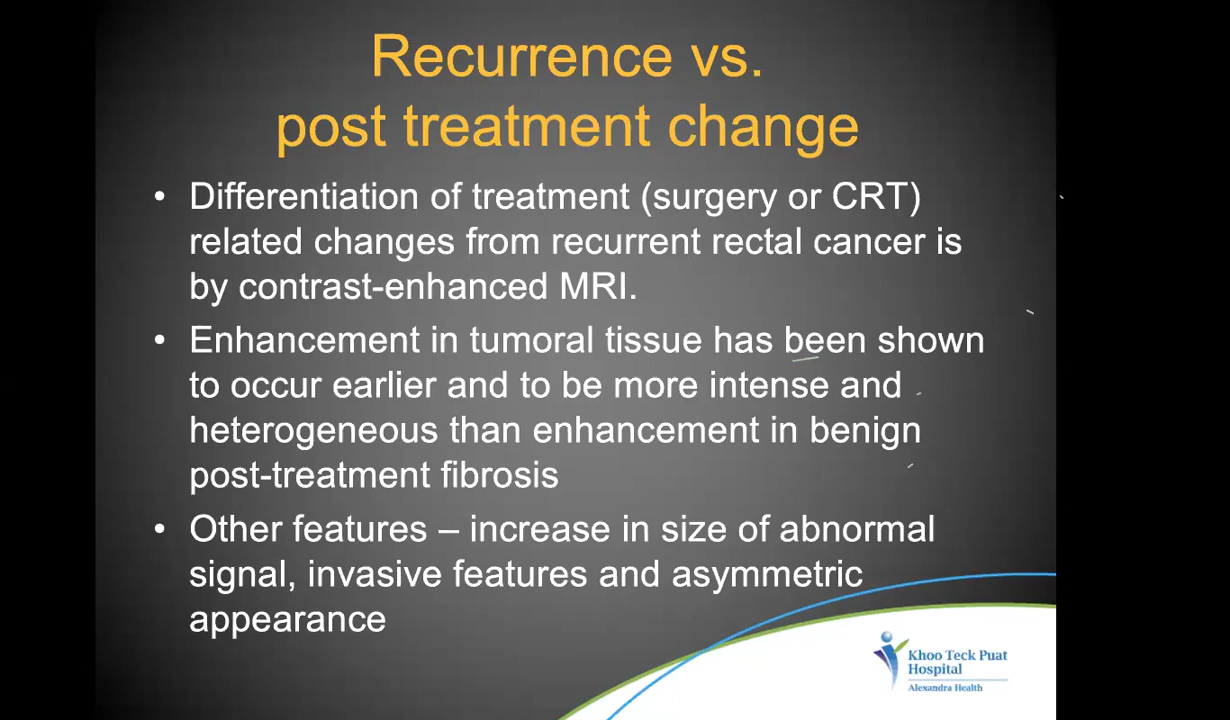 Recurrence vs.
post treatment change
• Differentiation of treatment (surgery or CRT)
related changes from recurrent rectal cancer is
by contrast-enhanced MRI.
• Enhancement in tumoral tissue has been shown
to occur earlier and to be more intense and
heterogeneous than enhancement in benign
post-treatment fibrosis
• Other features – increase in size of abnormal
signal, invasive features and asymmetric
appearance
Khoo Teck Puat
Hospital
Alexandra Health